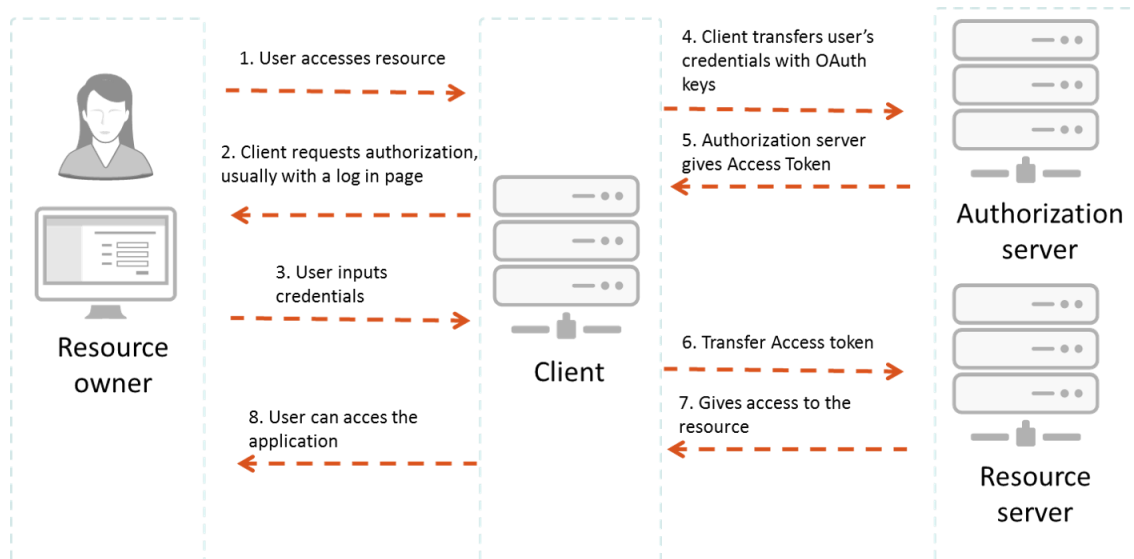 1. User accesses resource
2. Client requests authorization,
usually with a log in page
3. User inputs
credentials
4. Client transfers user's
credentials with OAuth
keys
5. Authorization server
gives Access Token
6. Transfer Access token
7. Gives access to the
resource
8. User can acces the
application
Resource
owner
Client
Authorization
server
Resource
server